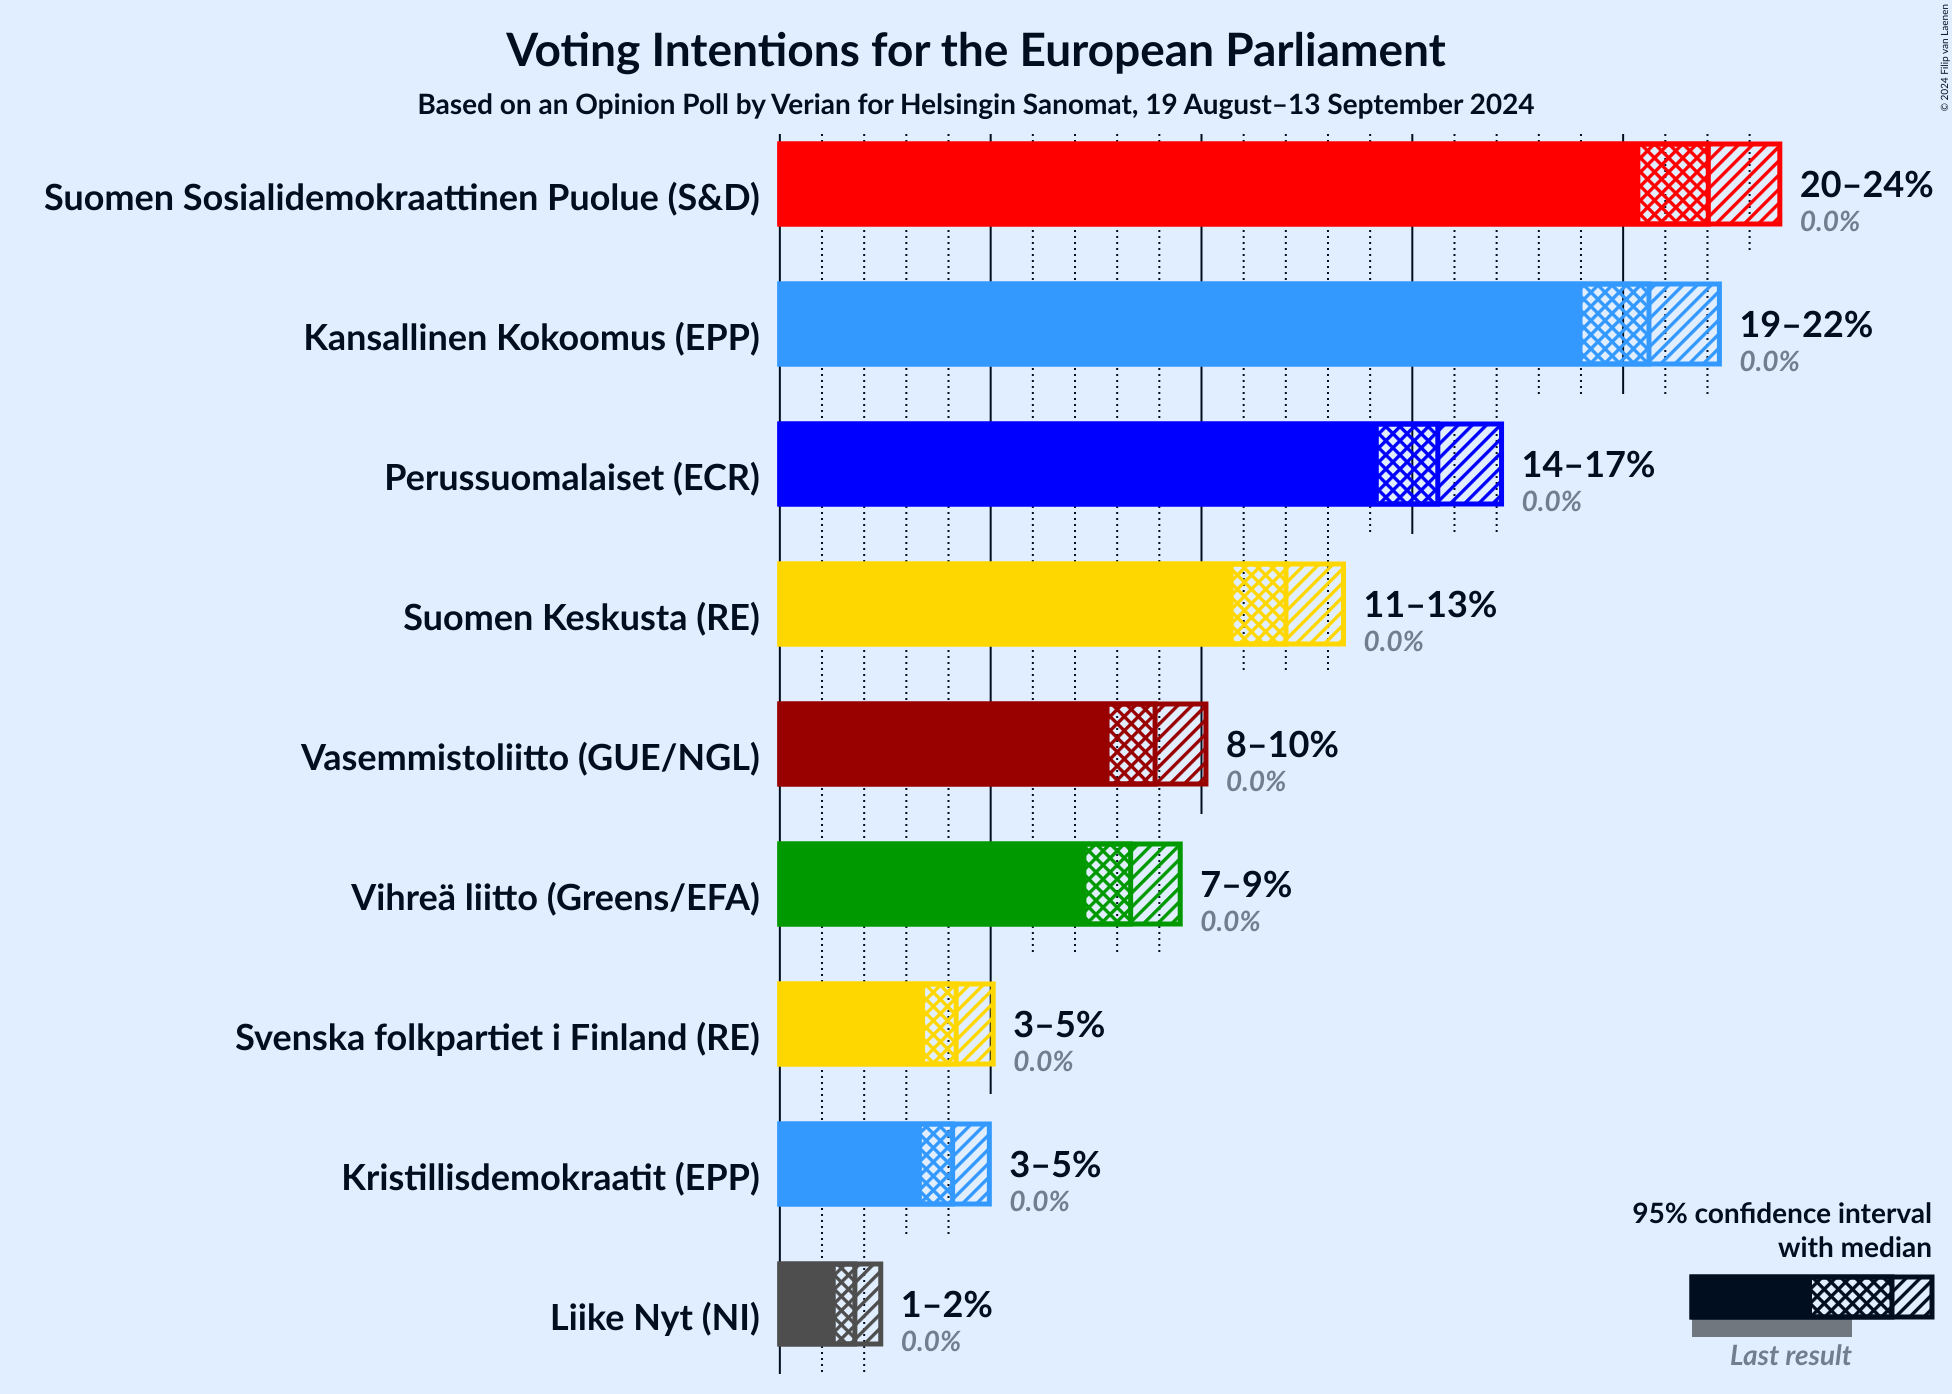 Voting Intentions for the European Parliament
Based on an Opinion Poll by Verian for Helsingin Sanomat, 19 August–13 September 2024
© 2024 Filip van Laenen
Suomen Sosialidemokraattinen Puolue (S&D)
20–24%
0.0%
Kansallinen Kokoomus (EPP)
19–22%
0.0%
Perussuomalaiset (ECR)
14–17%
0.0%
Suomen Keskusta (RE)
11–13%
0.0%
Vasemmistoliitto (GUE/NGL)
8–10%
0.0%
Vihreä liitto (Greens/EFA)
7–9%
0.0%
Svenska folkpartiet i Finland (RE)
3–5%
0.0%
Kristillisdemokraatit (EPP)
3–5%
0.0%
Liike Nyt (NI)
1–2%
0.0%
95% confidence interval
with median
Last result